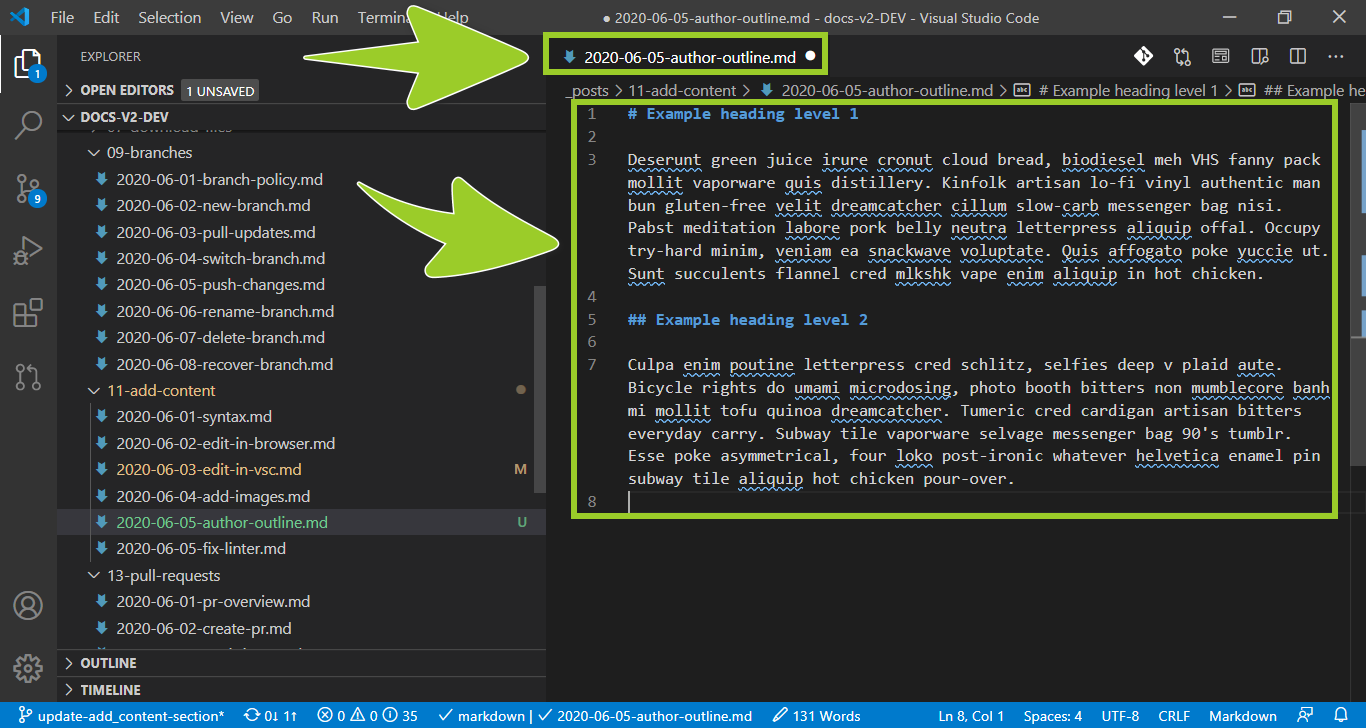 File Edit Selection View Go Run Termina Help
● 2020-06-05-author-outline.md - docs-v2-DEV - Visual Studio Code
EXPLORER
OPEN EDITORS 1 UNSAVED
DOCS-V2-DEV
09-branches
2020-06-01-branch-policy.md
2020-06-02-new-branch.md
2020-06-03-pull-updates.md
2020-06-04-switch-branch.md
2020-06-05-push-changes.md
2020-06-06-rename-branch.md
2020-06-07-delete-branch.md
2020-06-08-recover-branch.md
11-add-content
2020-06-01-syntax.md
2020-06-02-edit-in-browser.md
2020-06-03-edit-in-vsc.md M
2020-06-04-add-images.md
2020-06-05-author-outline.md U
2020-06-05-fix-linter.md
13-pull-requests
2020-06-01-pr-overview.md
2020-06-02-create-pr.md
OUTLINE
TIMELINE
1
9
2020-06-05-author-outline.md
_posts > 11-add-content > 2020-06-05-author-outline.md > abc # Example heading level 1 > abc ## Example he
1 # Example heading level 1
2
3 Deserunt green juice irure cronut cloud bread, biodiesel meh VHS fanny pack
mollit vaporware quis distillery. Kinfolk artisan lo-fi vinyl authentic man
bun gluten-free velit dreamcatcher cillum slow-carb messenger bag nisi.
Pabst meditation labore pork belly neutra letterpress aliquip offal. Occupy
try-hard minim, veniam ea snackwave voluptate. Quis affogato poke yuccie ut.
Sunt succulents flannel cred mlkshk vape enim aliquip in hot chicken.
4
5 ## Example heading level 2
6
7 Culpa enim poutine letterpress cred schlitz, selfies deep v plaid aute.
Bicycle rights do umami microdosing, photo booth bitters non mumblecore banh
mi mollit tofu quinoa dreamcatcher. Tumeric cred cardigan artisan bitters
everyday carry. Subway tile vaporware selvage messenger bag 90's tumblr.
Esse poke asymmetrical, four loko post-ironic whatever helvetica enamel pin
subway tile aliquip hot chicken pour-over.
8
update-add_content-section* 0↓ 1↑ 0 0 35 markdown | 2020-06-05-author-outline.md 131 Words Ln 8, Col 1 Spaces: 4 UTF-8 CRLF Markdown